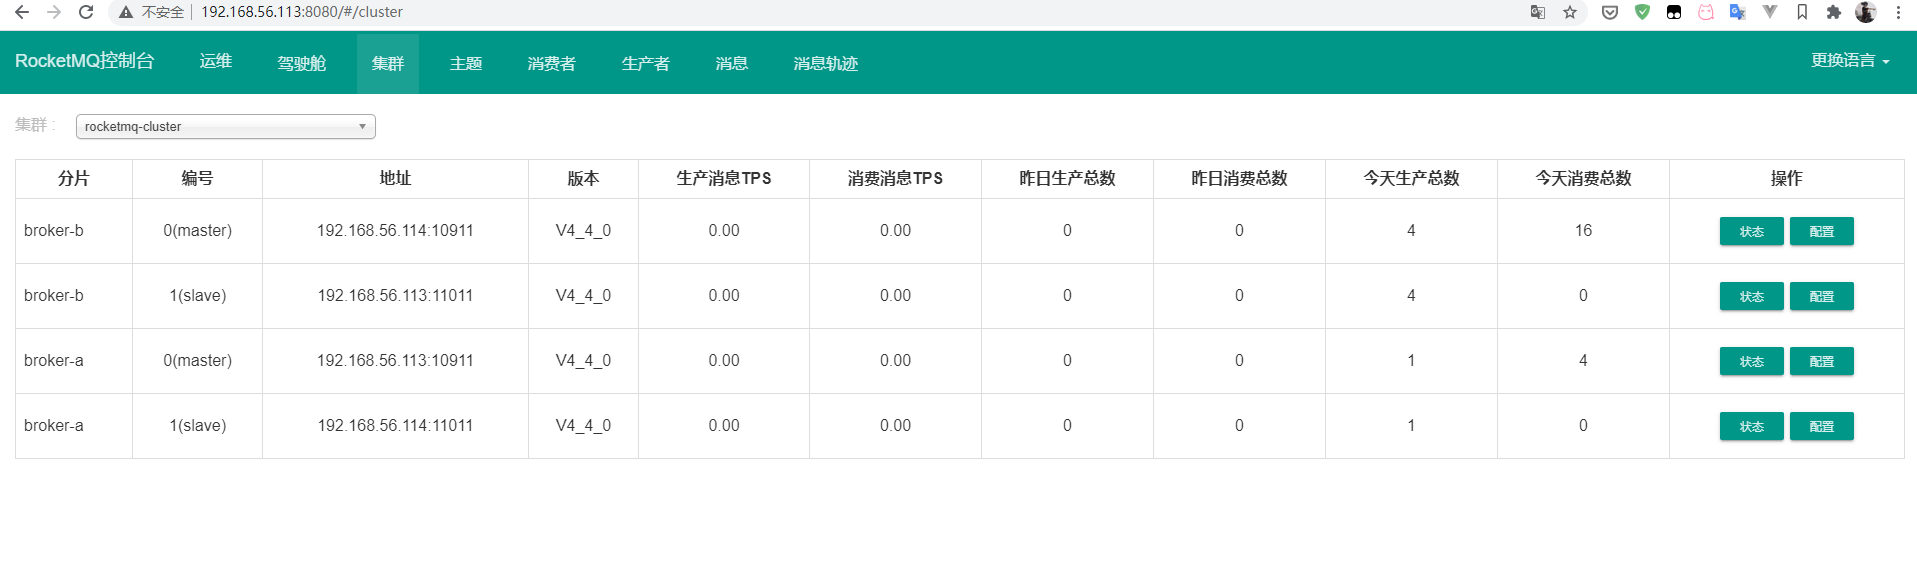 不安全 192.168.56.113:8080/#/cluster
RocketMQ控制台 运维 驾驶舱 集群 主题 消费者 生产者 消息 消息轨迹 更换语言
集群 : rocketmq-cluster
分片 编号 地址 版本 生产消息TPS 消费消息TPS 昨日生产总数 昨日消费总数 今天生产总数 今天消费总数 操作
broker-b 0(master) 192.168.56.114:10911 V4_4_0 0.00 0.00 0 0 4 16 状态 配置
broker-b 1(slave) 192.168.56.113:11011 V4_4_0 0.00 0.00 0 0 4 0 状态 配置
broker-a 0(master) 192.168.56.113:10911 V4_4_0 0.00 0.00 0 0 1 4 状态 配置
broker-a 1(slave) 192.168.56.114:11011 V4_4_0 0.00 0.00 0 0 1 0 状态 配置